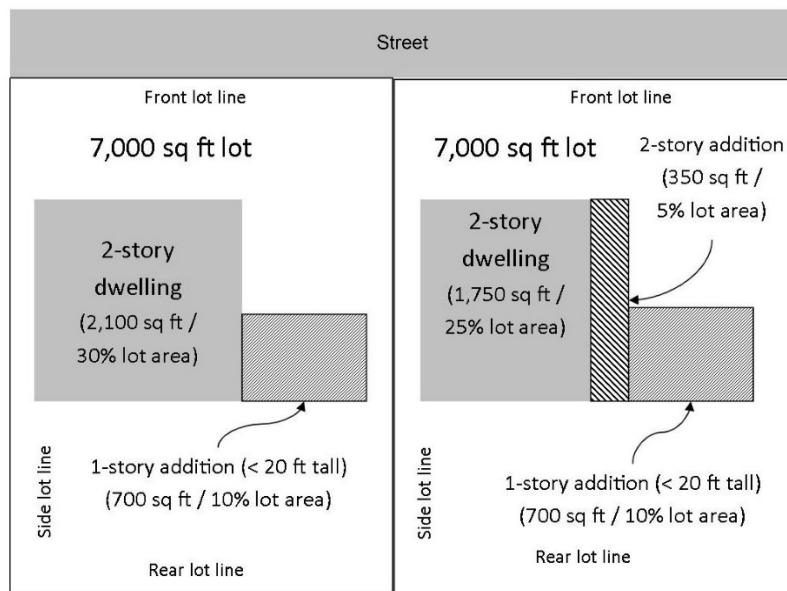 Street
Front lot line
7,000 sq ft lot
2-story
dwelling
(2,100 sq ft /
30% lot area)
1-story addition (< 20 ft tall)
(700 sq ft / 10% lot area)
Side lot line
Rear lot line
Front lot line
7,000 sq ft lot
2-story addition
(350 sq ft /
5% lot area)
2-story
dwelling
(1,750 sq ft /
25% lot area)
1-story addition (< 20 ft tall)
(700 sq ft / 10% lot area)
Side lot line
Rear lot line